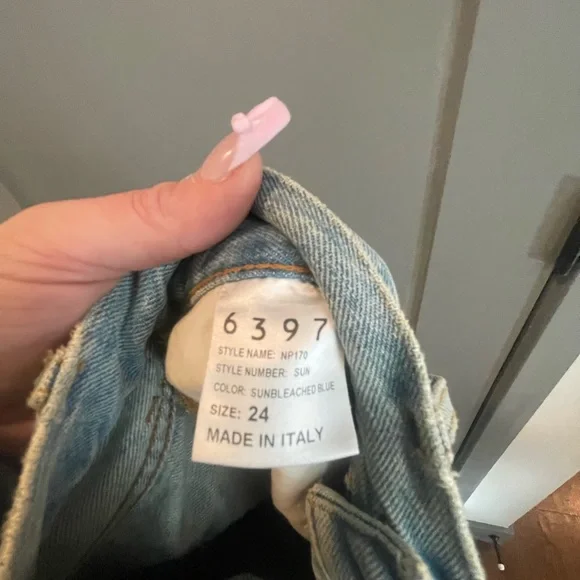 6397
STYLE NAME: NP170
STYLE NUMBER: SUN
COLOR: SUNBLEACHED BLUE
SIZE: 24
MADE IN ITALY